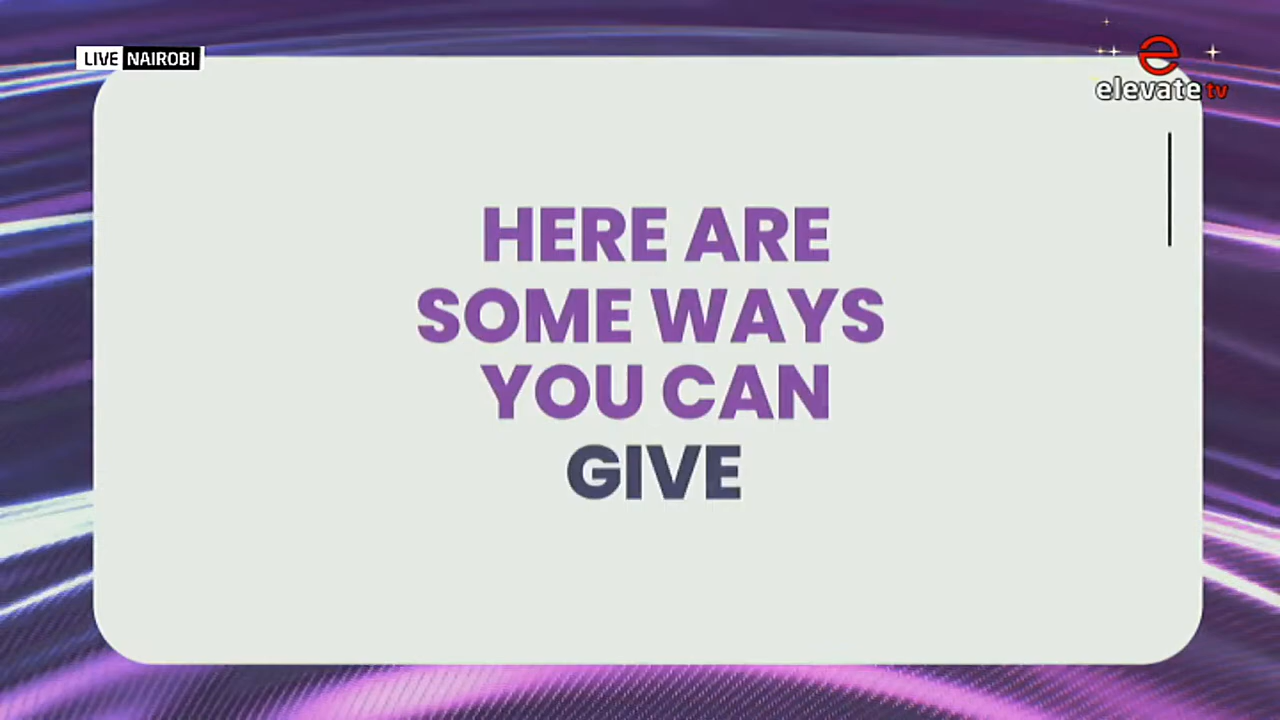 LIVE NAIROBI
e
elevate tv
HERE ARE
SOME WAYS
YOU CAN
GIVE